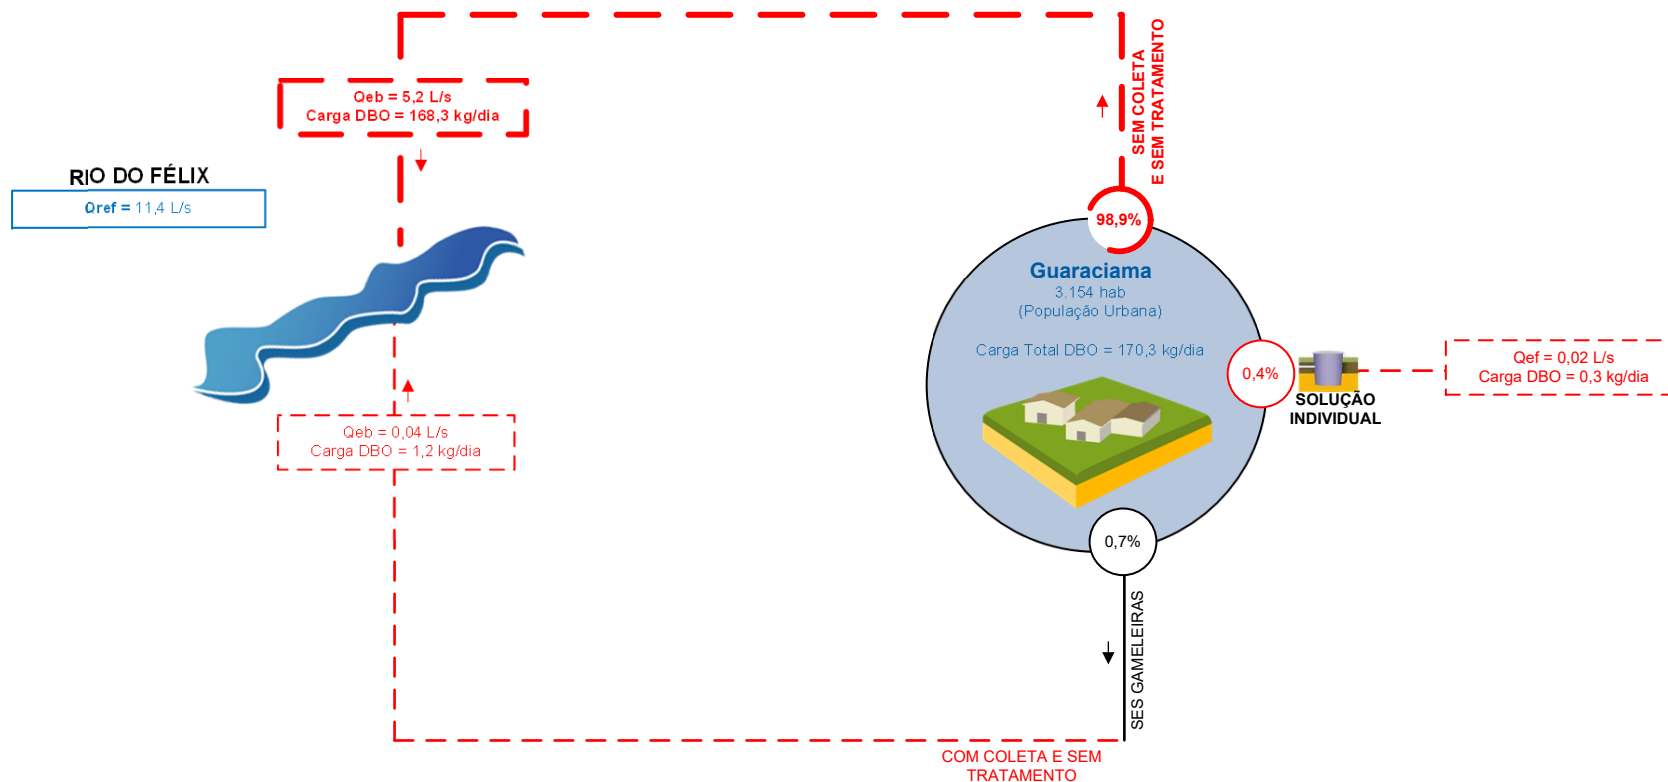 Qeb = 5,2 L/s
Carga DBO = 168,3 kg/dia
SEM COLETA
E SEM TRATAMENTO
RIO DO FÉLIX
Qref = 11,4 L/s
98,9%
Guaraciama
3.154 hab
(População Urbana)
Carga Total DBO = 170,3 kg/dia
0,4%
SOLUÇÃO
INDIVIDUAL
Qef = 0,02 L/s
Carga DBO = 0,3 kg/dia
Qeb = 0,04 L/s
Carga DBO = 1,2 kg/dia
0,7%
SES GAMELEIRAS
COM COLETA E SEM
TRATAMENTO